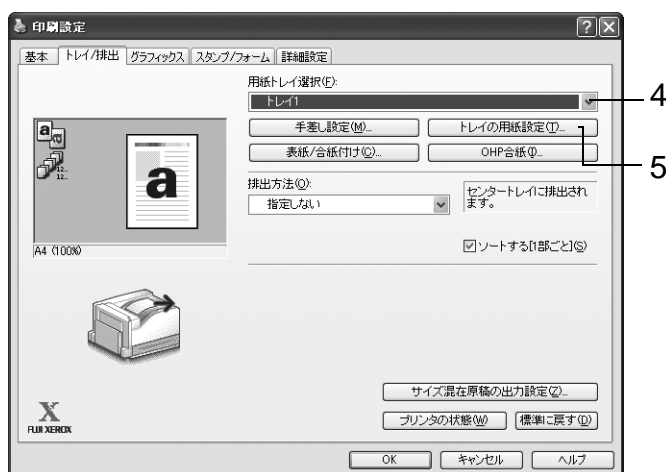 印刷設定
基本 トレイ/排出 グラフィックス スタンプ/フォーム 詳細設定
用紙トレイ選択(F):
トレイ1
4
手差し設定(M)... トレイの用紙設定(T)...
表紙/合紙付け(C)... OHP合紙(I)...
5
a
12..
12..
a
排出方法(O):
指定しない
センタートレイに排出され
ます。
A4 (100%)
ソートする[1部ごと](S)
サイズ混在原稿の出力設定(Z)...
プリンタの状態(W) 標準に戻す(D)
X
FUJI XEROX
OK キャンセル ヘルプ